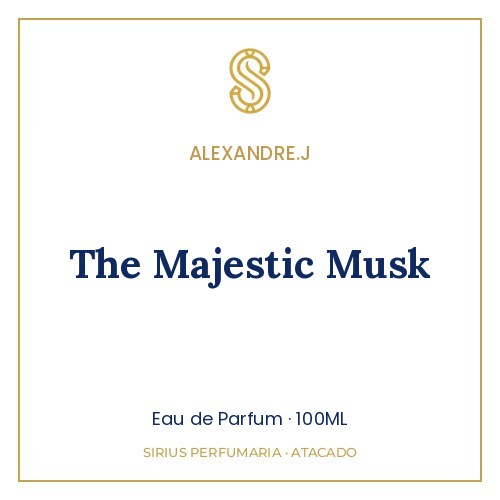 ALEXANDRE.J
The Majestic Musk
Eau de Parfum · 100ML
SIRIUS PERFUMARIA · ATACADO